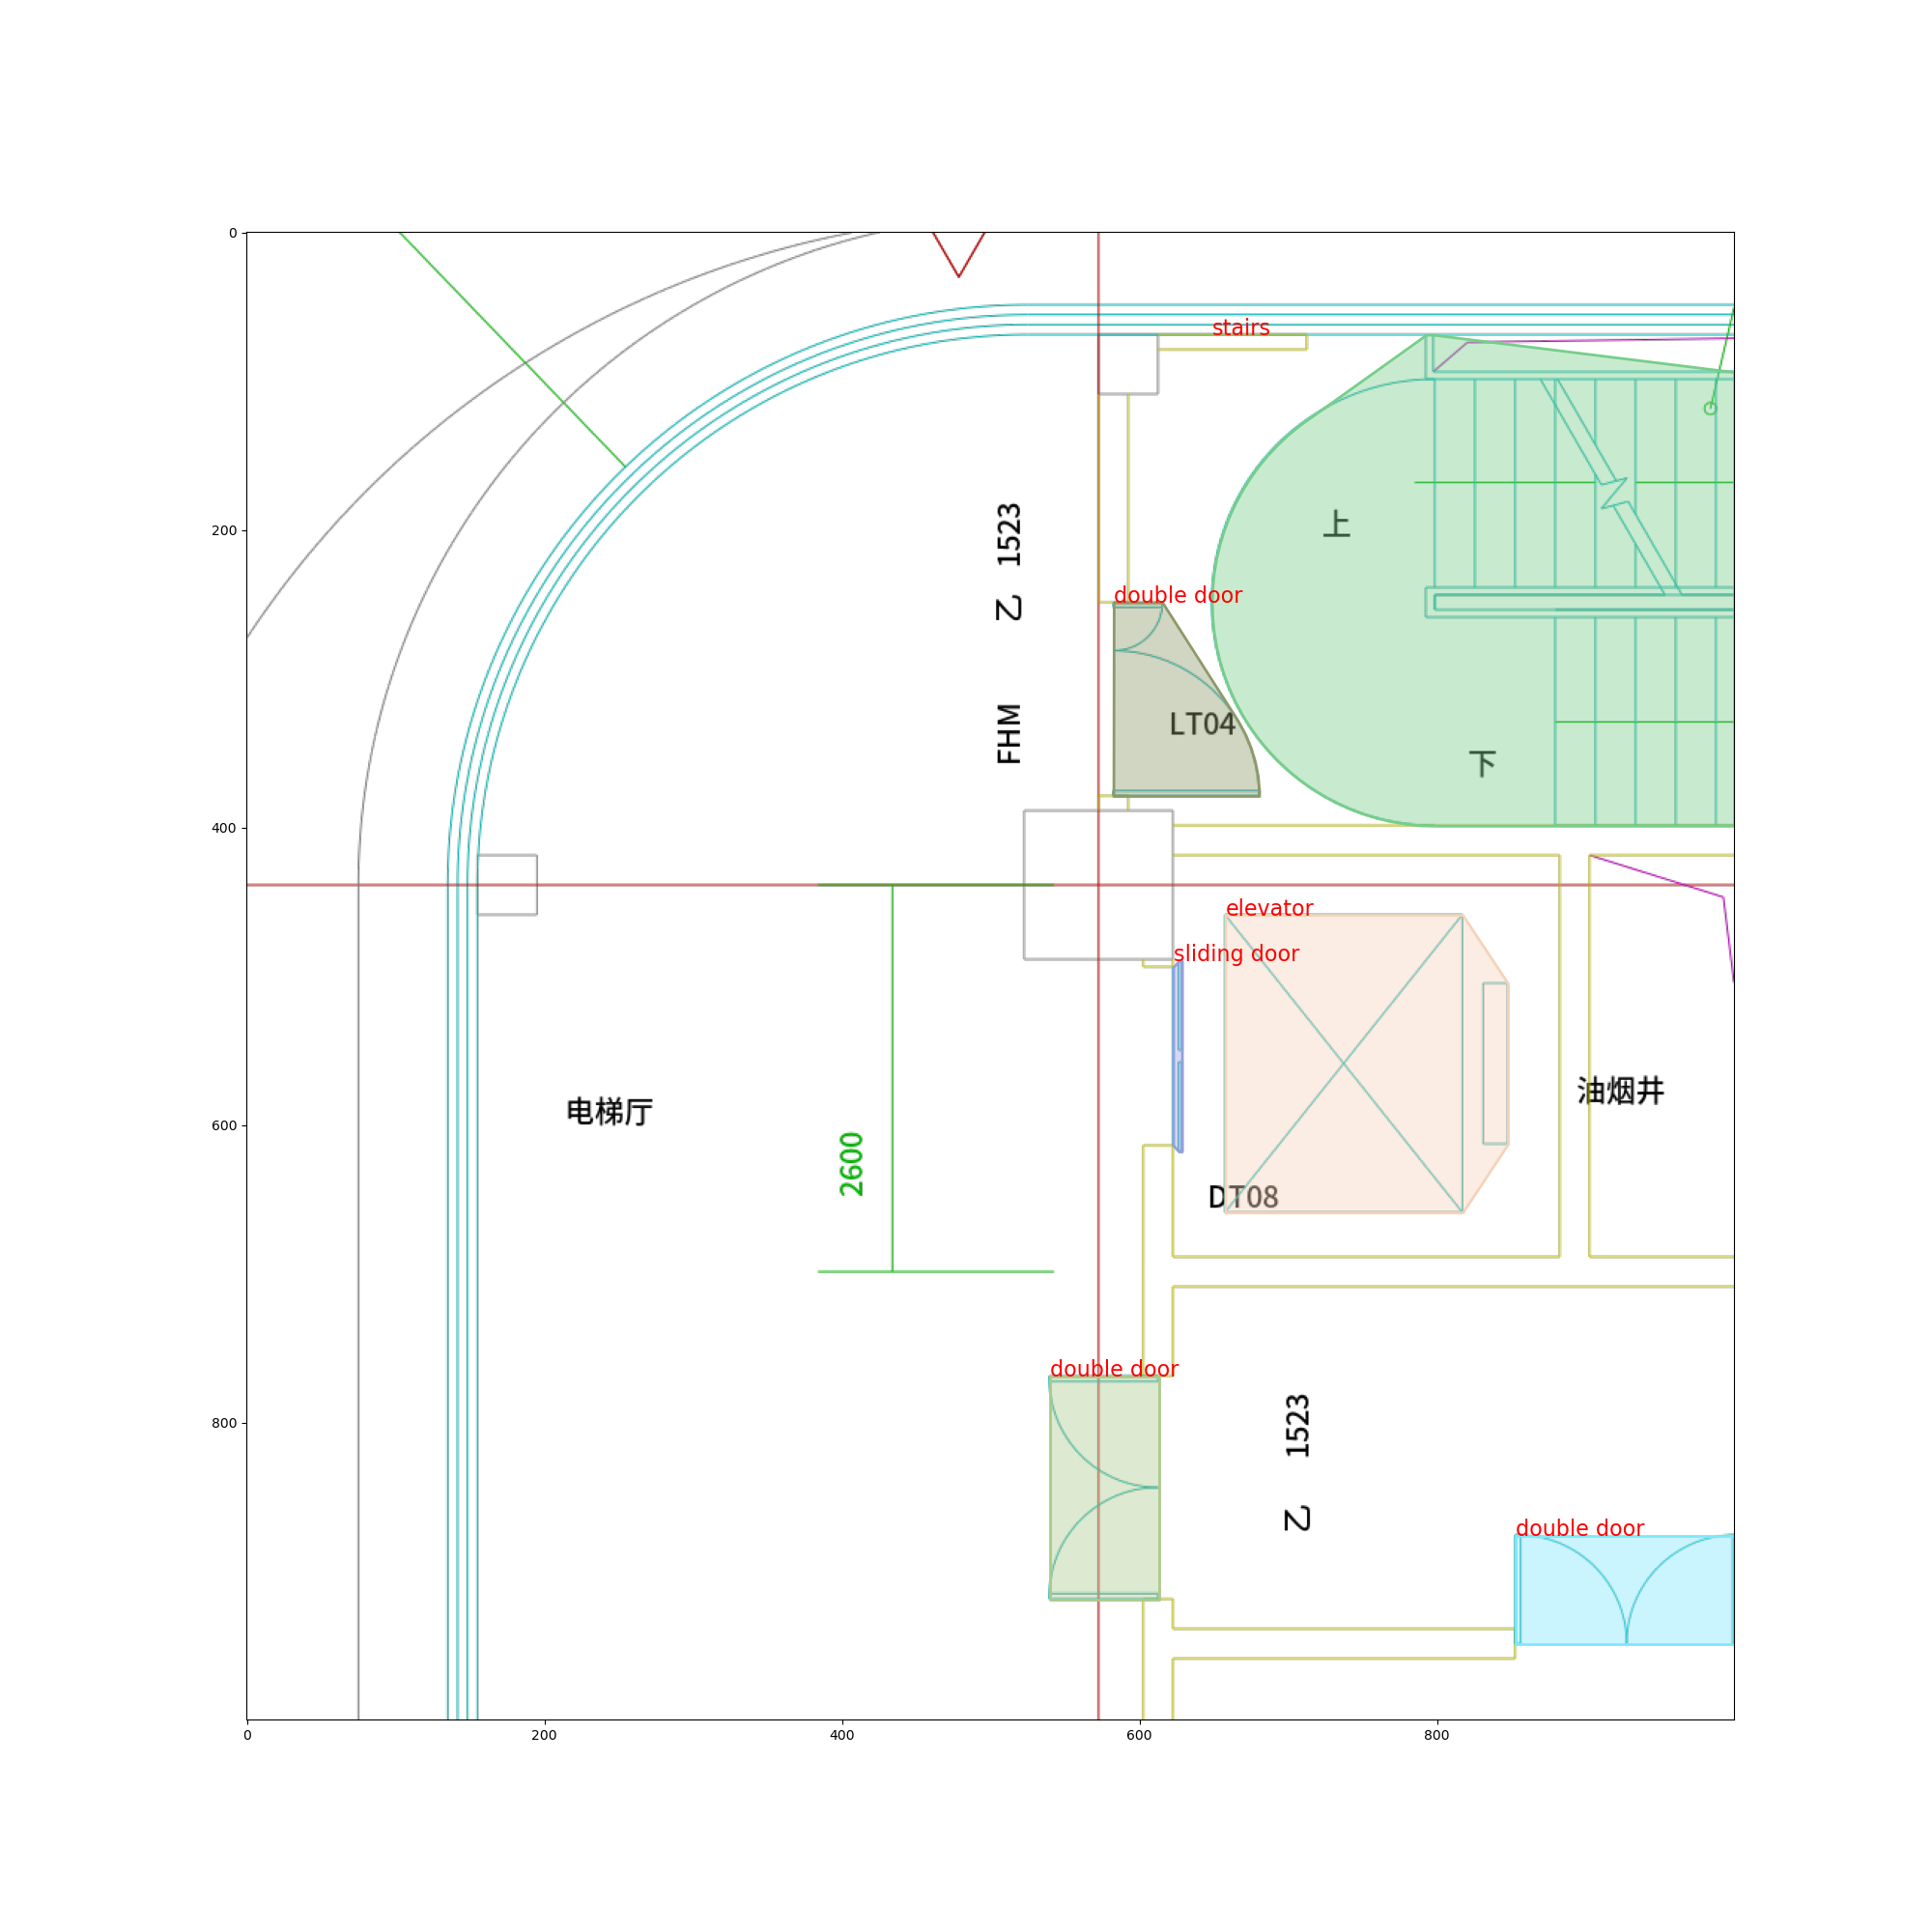 0
200
400
600
800
0
200
400
600
800
stairs
FHM 乙 1523
上
double door
LT04
下
elevator
sliding door
油烟井
电梯厅
2600
DT08
double door
乙 1523
double door